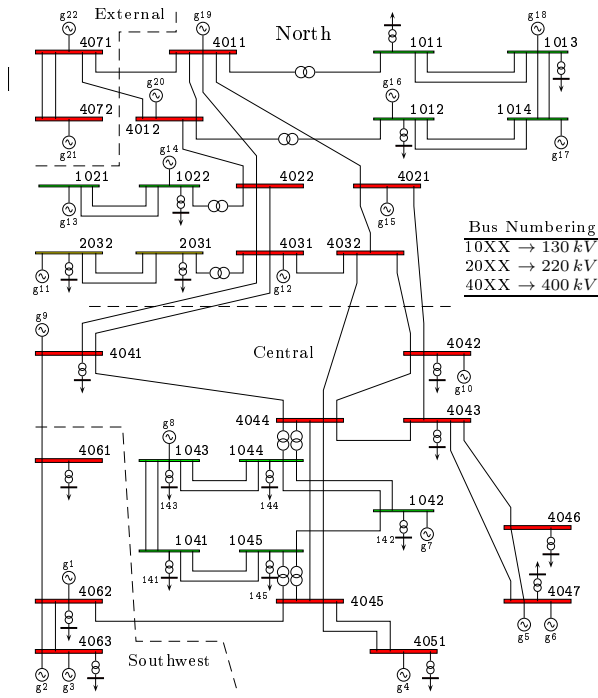 External
g22
g19
North
g18
4071
4011
1011
1013
g20
g16
4072
4012
1012
1014
g21
g14
g17
1021
1022
4022
4021
g13
g15
Bus Numbering
10XX → 130 kV
20XX → 220 kV
40XX → 400 kV
2032
2031
4031
4032
g11
g12
g9
4041
Central
4042
g10
4044
4043
g8
4061
1043
1044
143
144
1042
142
g7
4046
1041
1045
141
145
g1
4062
4045
4047
g5
g6
4063
Southwest
4051
g2
g3
g4